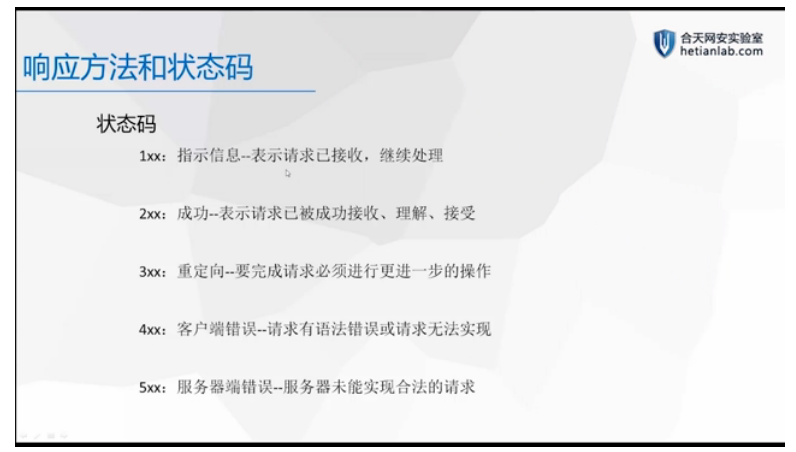 合天网安实验室
hetianlab.com
响应方法和状态码
状态码
1xx：指示信息--表示请求已接收，继续处理
2xx：成功--表示请求已被成功接收、理解、接受
3xx：重定向--要完成请求必须进行更进一步的操作
4xx：客户端错误--请求有语法错误或请求无法实现
5xx：服务器端错误--服务器未能实现合法的请求